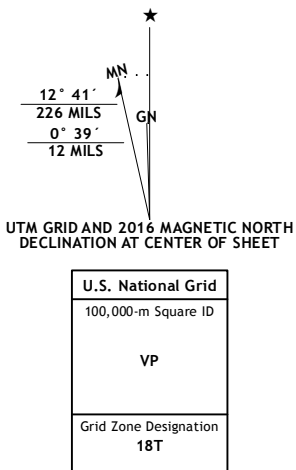 ★
MN
GN
12° 41´
226 MILS
0° 39´
12 MILS
UTM GRID AND 2016 MAGNETIC NORTH
DECLINATION AT CENTER OF SHEET
U.S. National Grid
100,000-m Square ID
VP
Grid Zone Designation
18T